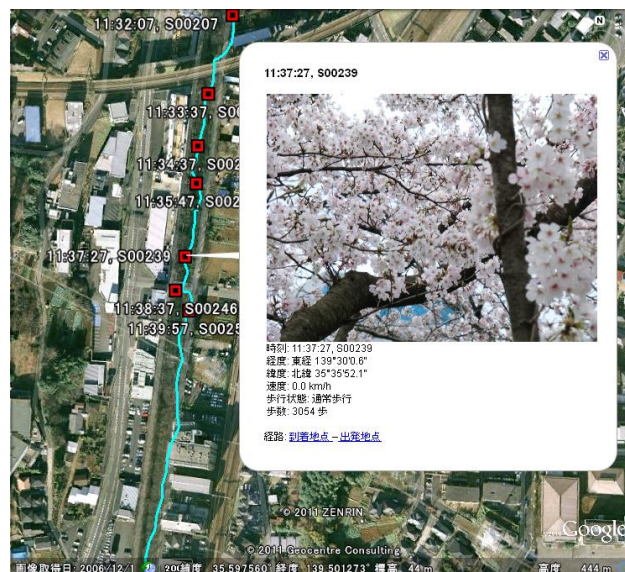 11:32:07, S00207
N
11:37:27, S00239
11:33:37, S00
11:34:37, S002
11:35:47, S002
11:37:27, S00239
11:38:37, S00246
11:39:57, S0025
時刻: 11:37:27, S00239
経度: 東経 139°30'0.6"
緯度: 北緯 35°35'52.1"
速度: 0.0 km/h
歩行状態: 通常歩行
歩数: 3054 歩
経路: 到着地点 – 出発地点
© 2011 ZENRIN
© 2011 Geocentre Consulting
Google
画像取得日: 2006/12/1
緯度 35.597560° 経度 139.501273° 標高 44 m
高度 444 m